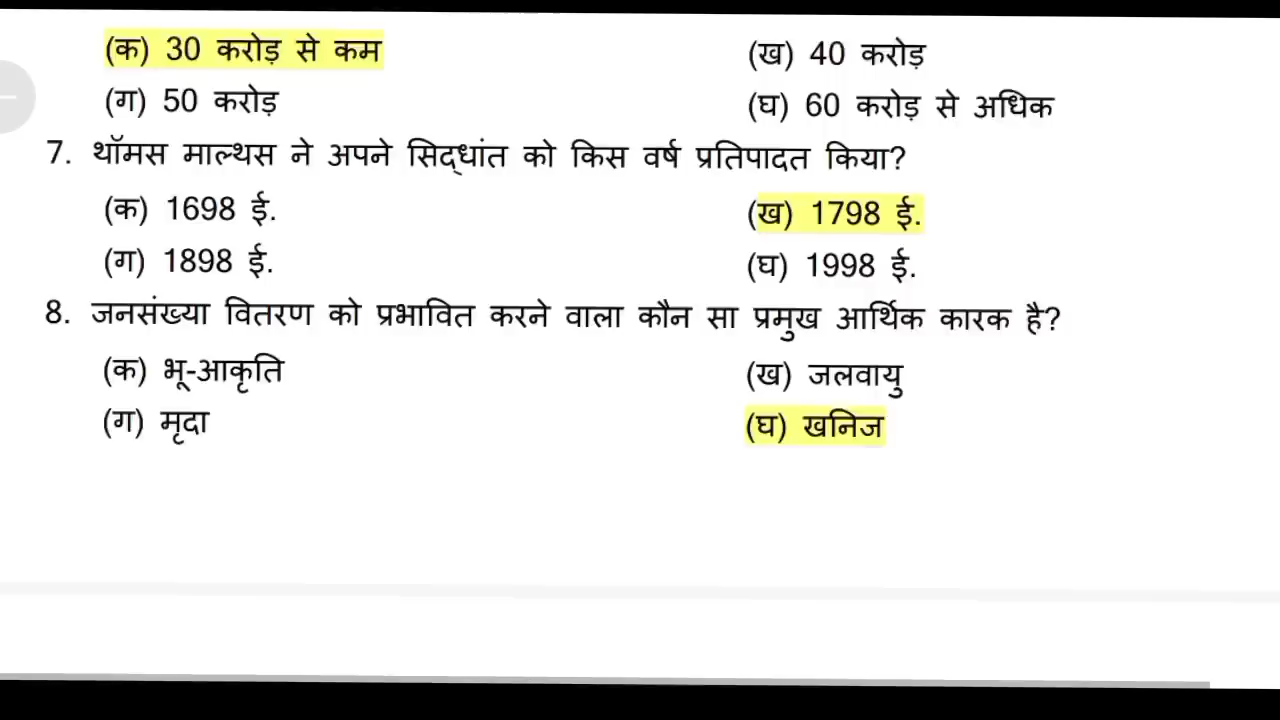 (क) 30 करोड़ से कम (ख) 40 करोड़
(ग) 50 करोड़ (घ) 60 करोड़ से अधिक
7. थॉमस माल्थस ने अपने सिद्धांत को किस वर्ष प्रतिपादत किया?
(क) 1698 ई. (ख) 1798 ई.
(ग) 1898 ई. (घ) 1998 ई.
8. जनसंख्या वितरण को प्रभावित करने वाला कौन सा प्रमुख आर्थिक कारक है?
(क) भू-आकृति (ख) जलवायु
(ग) मृदा (घ) खनिज